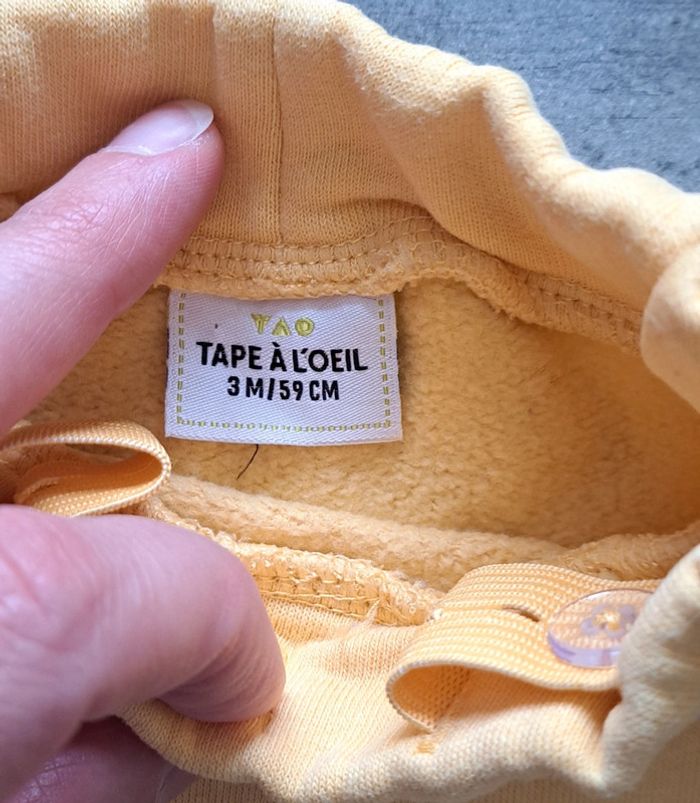 TAO
TAPE À L'OEIL
3 M/59 CM